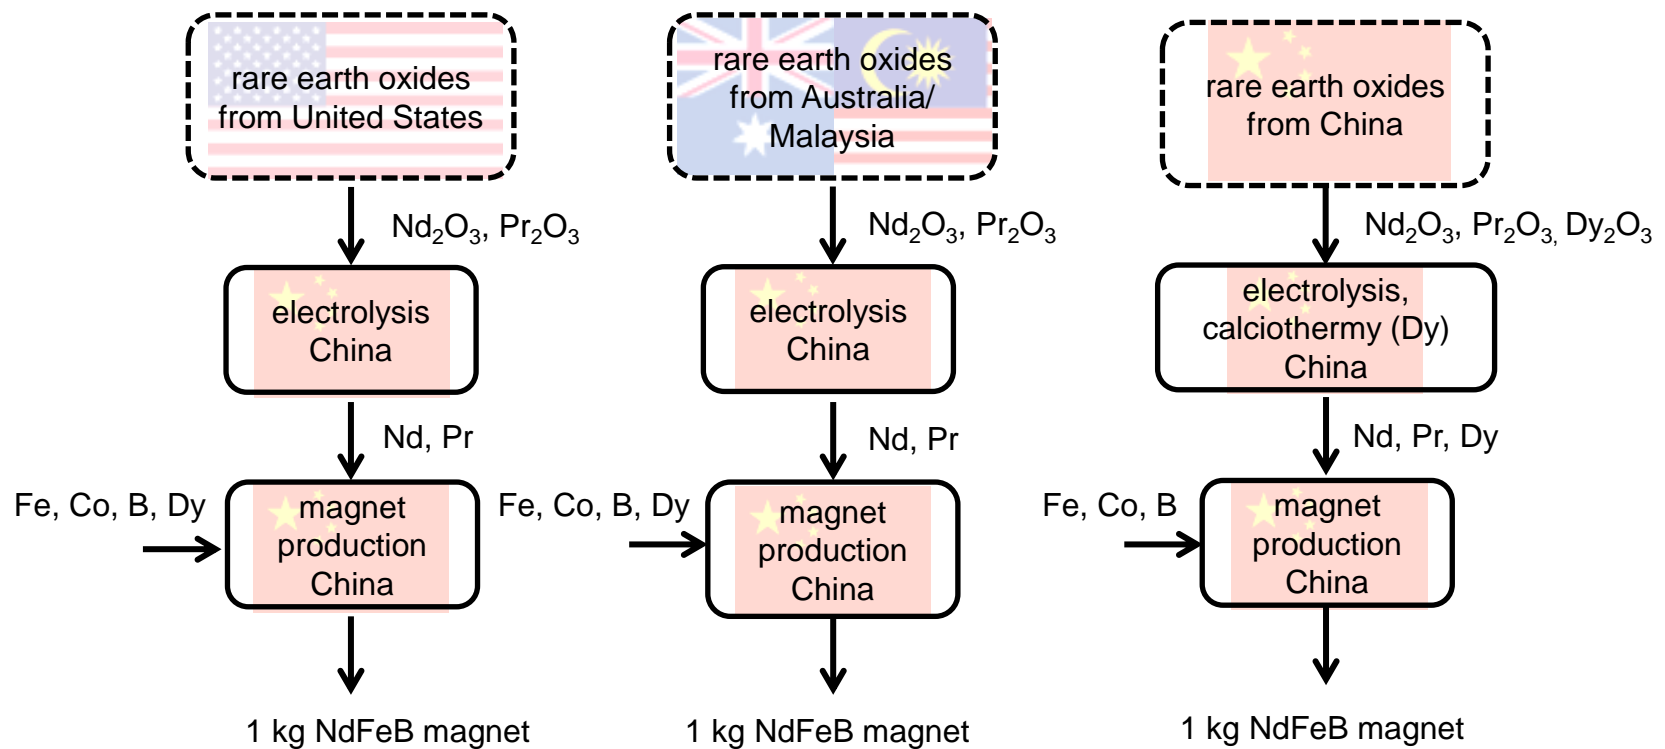 rare earth oxides
from United States
Nd₂O₃, Pr₂O₃
electrolysis
China
Nd, Pr
Fe, Co, B, Dy
magnet
production
China
1 kg NdFeB magnet
rare earth oxides
from Australia/
Malaysia
Nd₂O₃, Pr₂O₃
electrolysis
China
Nd, Pr
Fe, Co, B, Dy
magnet
production
China
1 kg NdFeB magnet
rare earth oxides
from China
Nd₂O₃, Pr₂O₃, Dy₂O₃
electrolysis,
calciothermy (Dy)
China
Nd, Pr, Dy
Fe, Co, B
magnet
production
China
1 kg NdFeB magnet